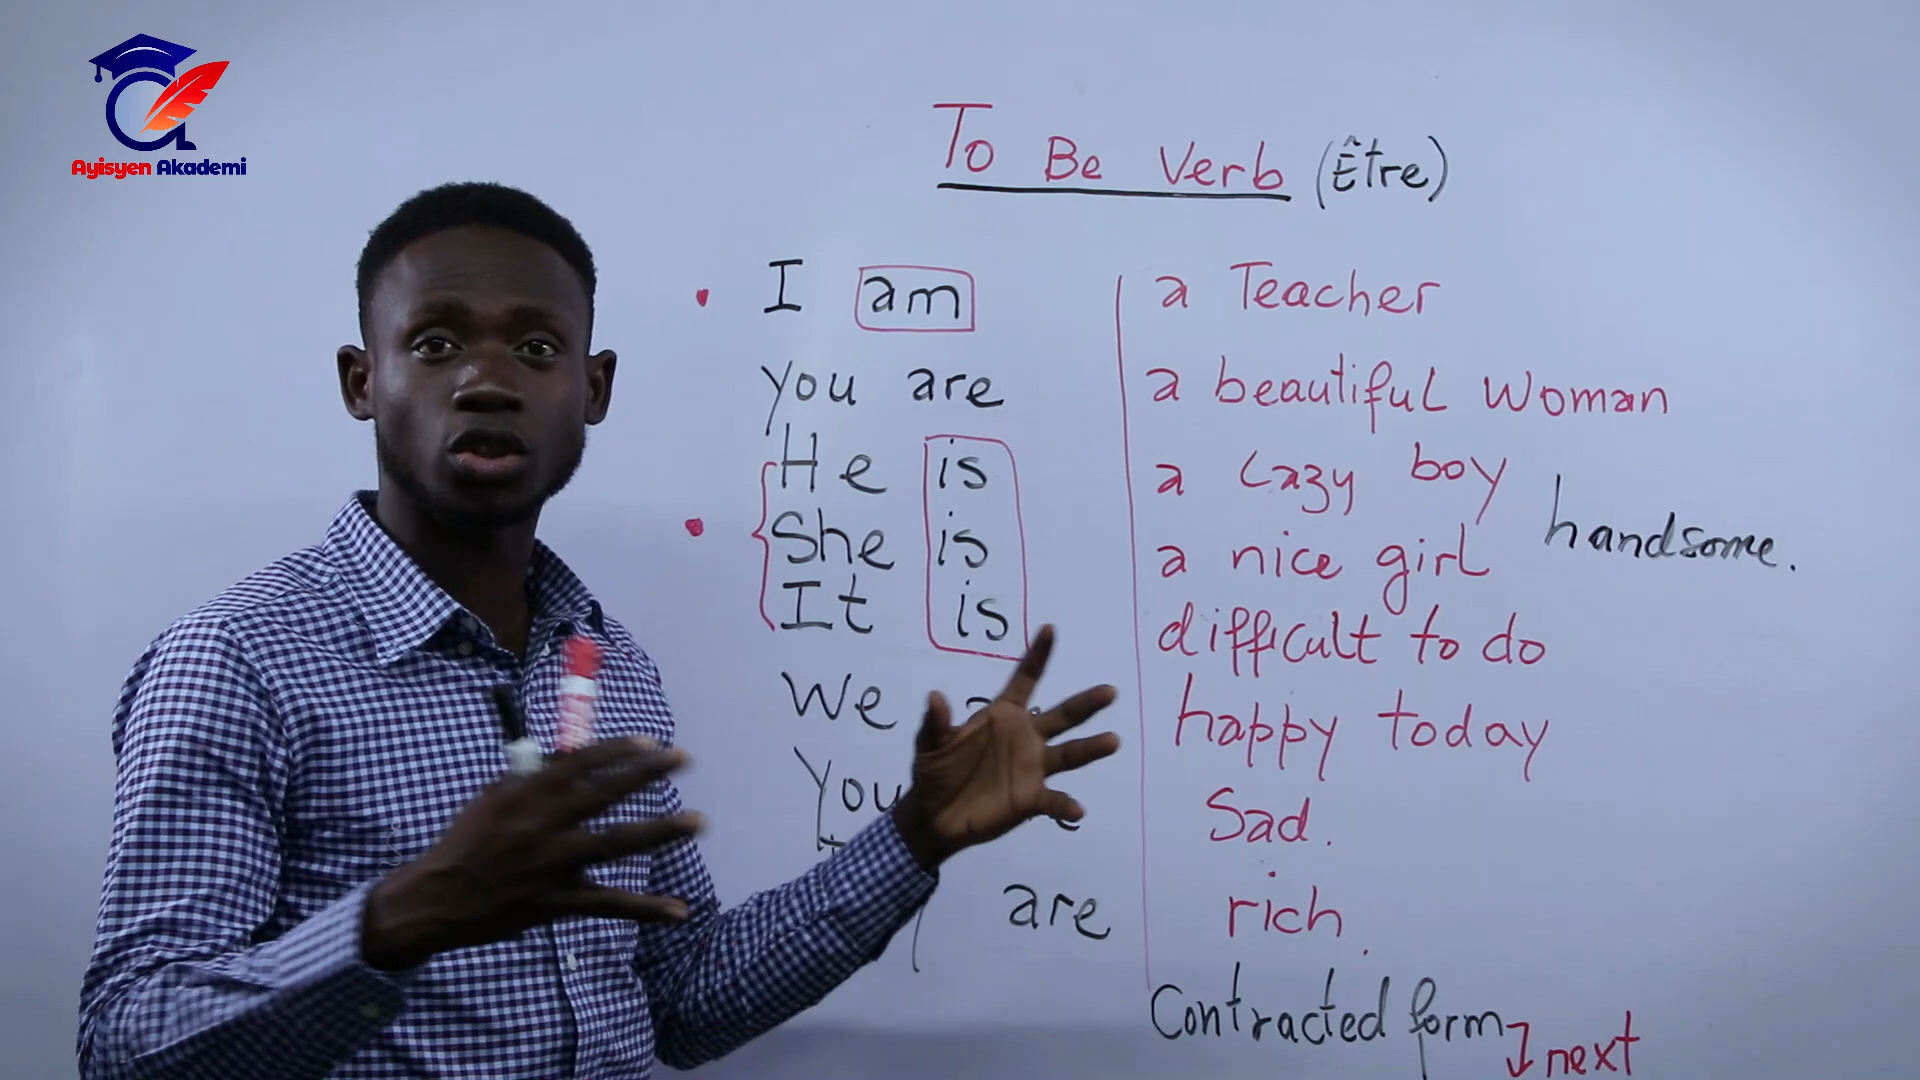 Ayisyen Akademi
To Be Verb (Être)
I am a Teacher
you are a beautiful woman
He is a Lazy boy
handsome.
She is a nice girl
It is difficult to do
We happy today
You Sad.
are rich.
Contracted form
next